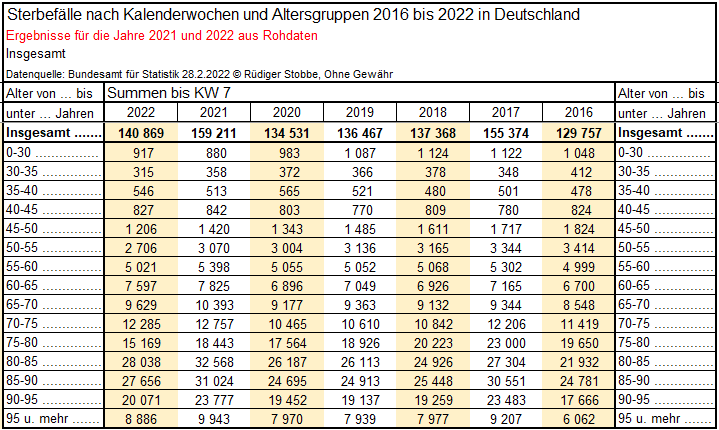 Sterbefälle nach Kalenderwochen und Altersgruppen 2016 bis 2022 in Deutschland
Ergebnisse für die Jahre 2021 und 2022 aus Rohdaten
Insgesamt
Datenquelle: Bundesamt für Statistik 28.2.2022 © Rüdiger Stobbe, Ohne Gewähr
Alter von ... bis Summen bis KW 7 Alter von ... bis
unter ... Jahren 2022 2021 2020 2019 2018 2017 2016 unter ... Jahren
Insgesamt ....... 140 869 159 211 134 531 136 467 137 368 155 374 129 757 Insgesamt .......
0-30 ................ 917 880 983 1 087 1 124 1 122 1 048 0-30 ................
30-35 ............... 315 358 372 366 378 348 412 30-35 ...............
35-40 ............... 546 513 565 521 480 501 478 35-40 ...............
40-45 ............... 827 842 803 770 809 780 824 40-45 ...............
45-50 ............... 1 206 1 420 1 343 1 485 1 611 1 717 1 824 45-50 ...............
50-55 ............... 2 706 3 070 3 004 3 136 3 165 3 344 3 414 50-55 ...............
55-60 ............... 5 021 5 398 5 055 5 052 5 068 5 302 4 999 55-60 ...............
60-65 ............... 7 597 7 825 6 896 7 049 6 926 7 165 6 700 60-65 ...............
65-70 ............... 9 629 10 393 9 177 9 363 9 132 9 344 8 548 65-70 ...............
70-75 ............... 12 285 12 757 10 465 10 610 10 842 12 206 11 419 70-75 ...............
75-80 ............... 15 169 18 443 17 564 18 926 20 223 23 000 19 650 75-80 ...............
80-85 ............... 28 038 32 568 26 187 26 113 24 926 27 304 21 932 80-85 ...............
85-90 ............... 27 656 31 024 24 695 24 913 25 448 30 551 24 781 85-90 ...............
90-95 ............... 20 071 23 777 19 452 19 137 19 259 23 483 17 666 90-95 ...............
95 u. mehr ....... 8 886 9 943 7 970 7 939 7 977 9 207 6 062 95 u. mehr .......